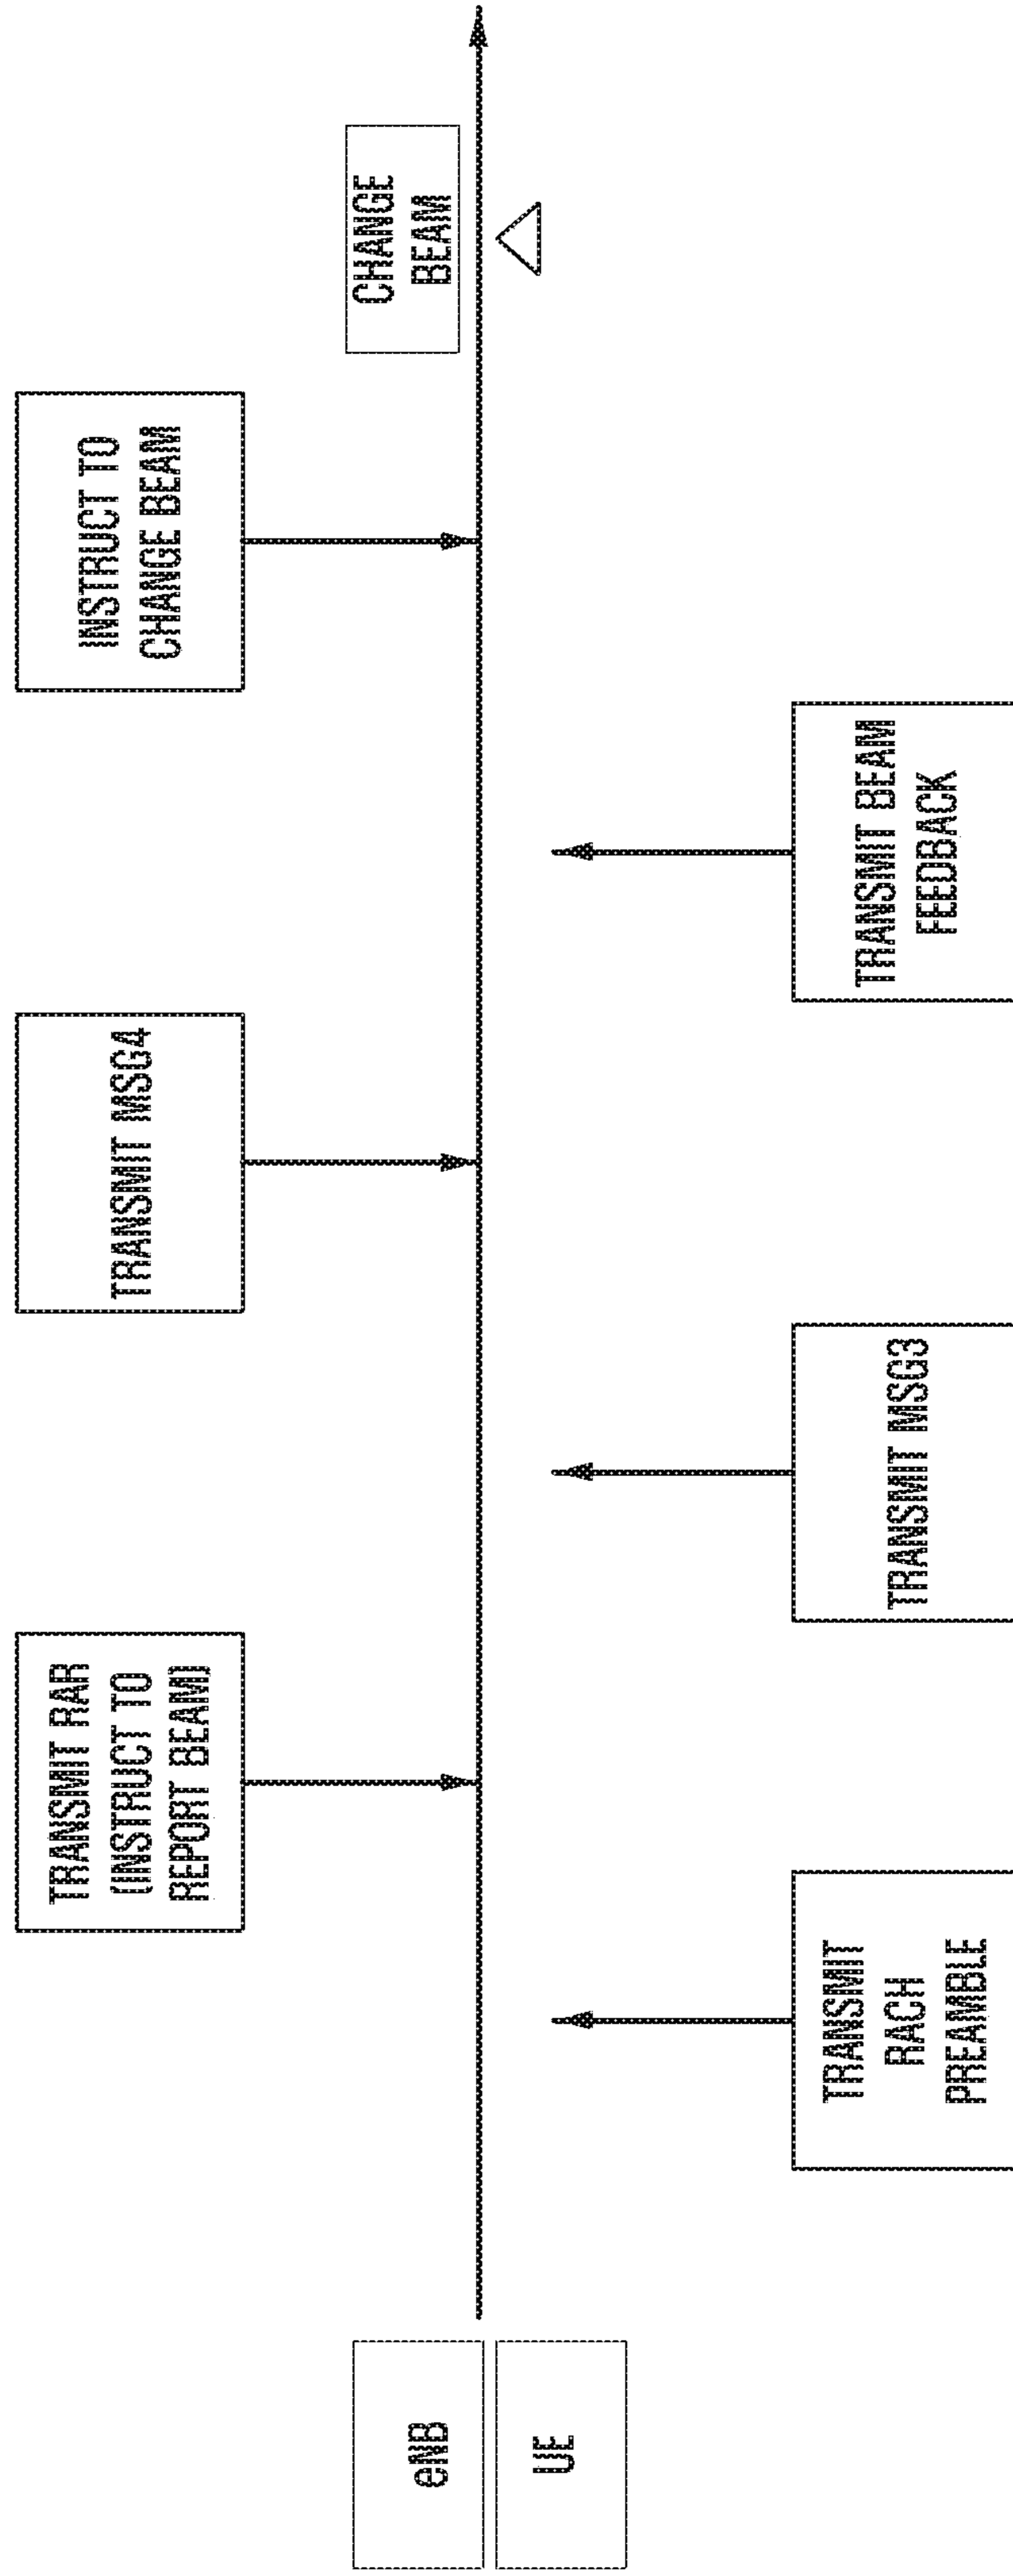 eNB
UE
TRANSMIT
RACH
PREAMBLE
TRANSMIT RAR
(INSTRUCT TO
REPORT BEAM)
TRANSMIT MSG3
TRANSMIT MSG4
TRANSMIT BEAM
FEEDBACK
INSTRUCT TO
CHANGE BEAM
CHANGE
BEAM